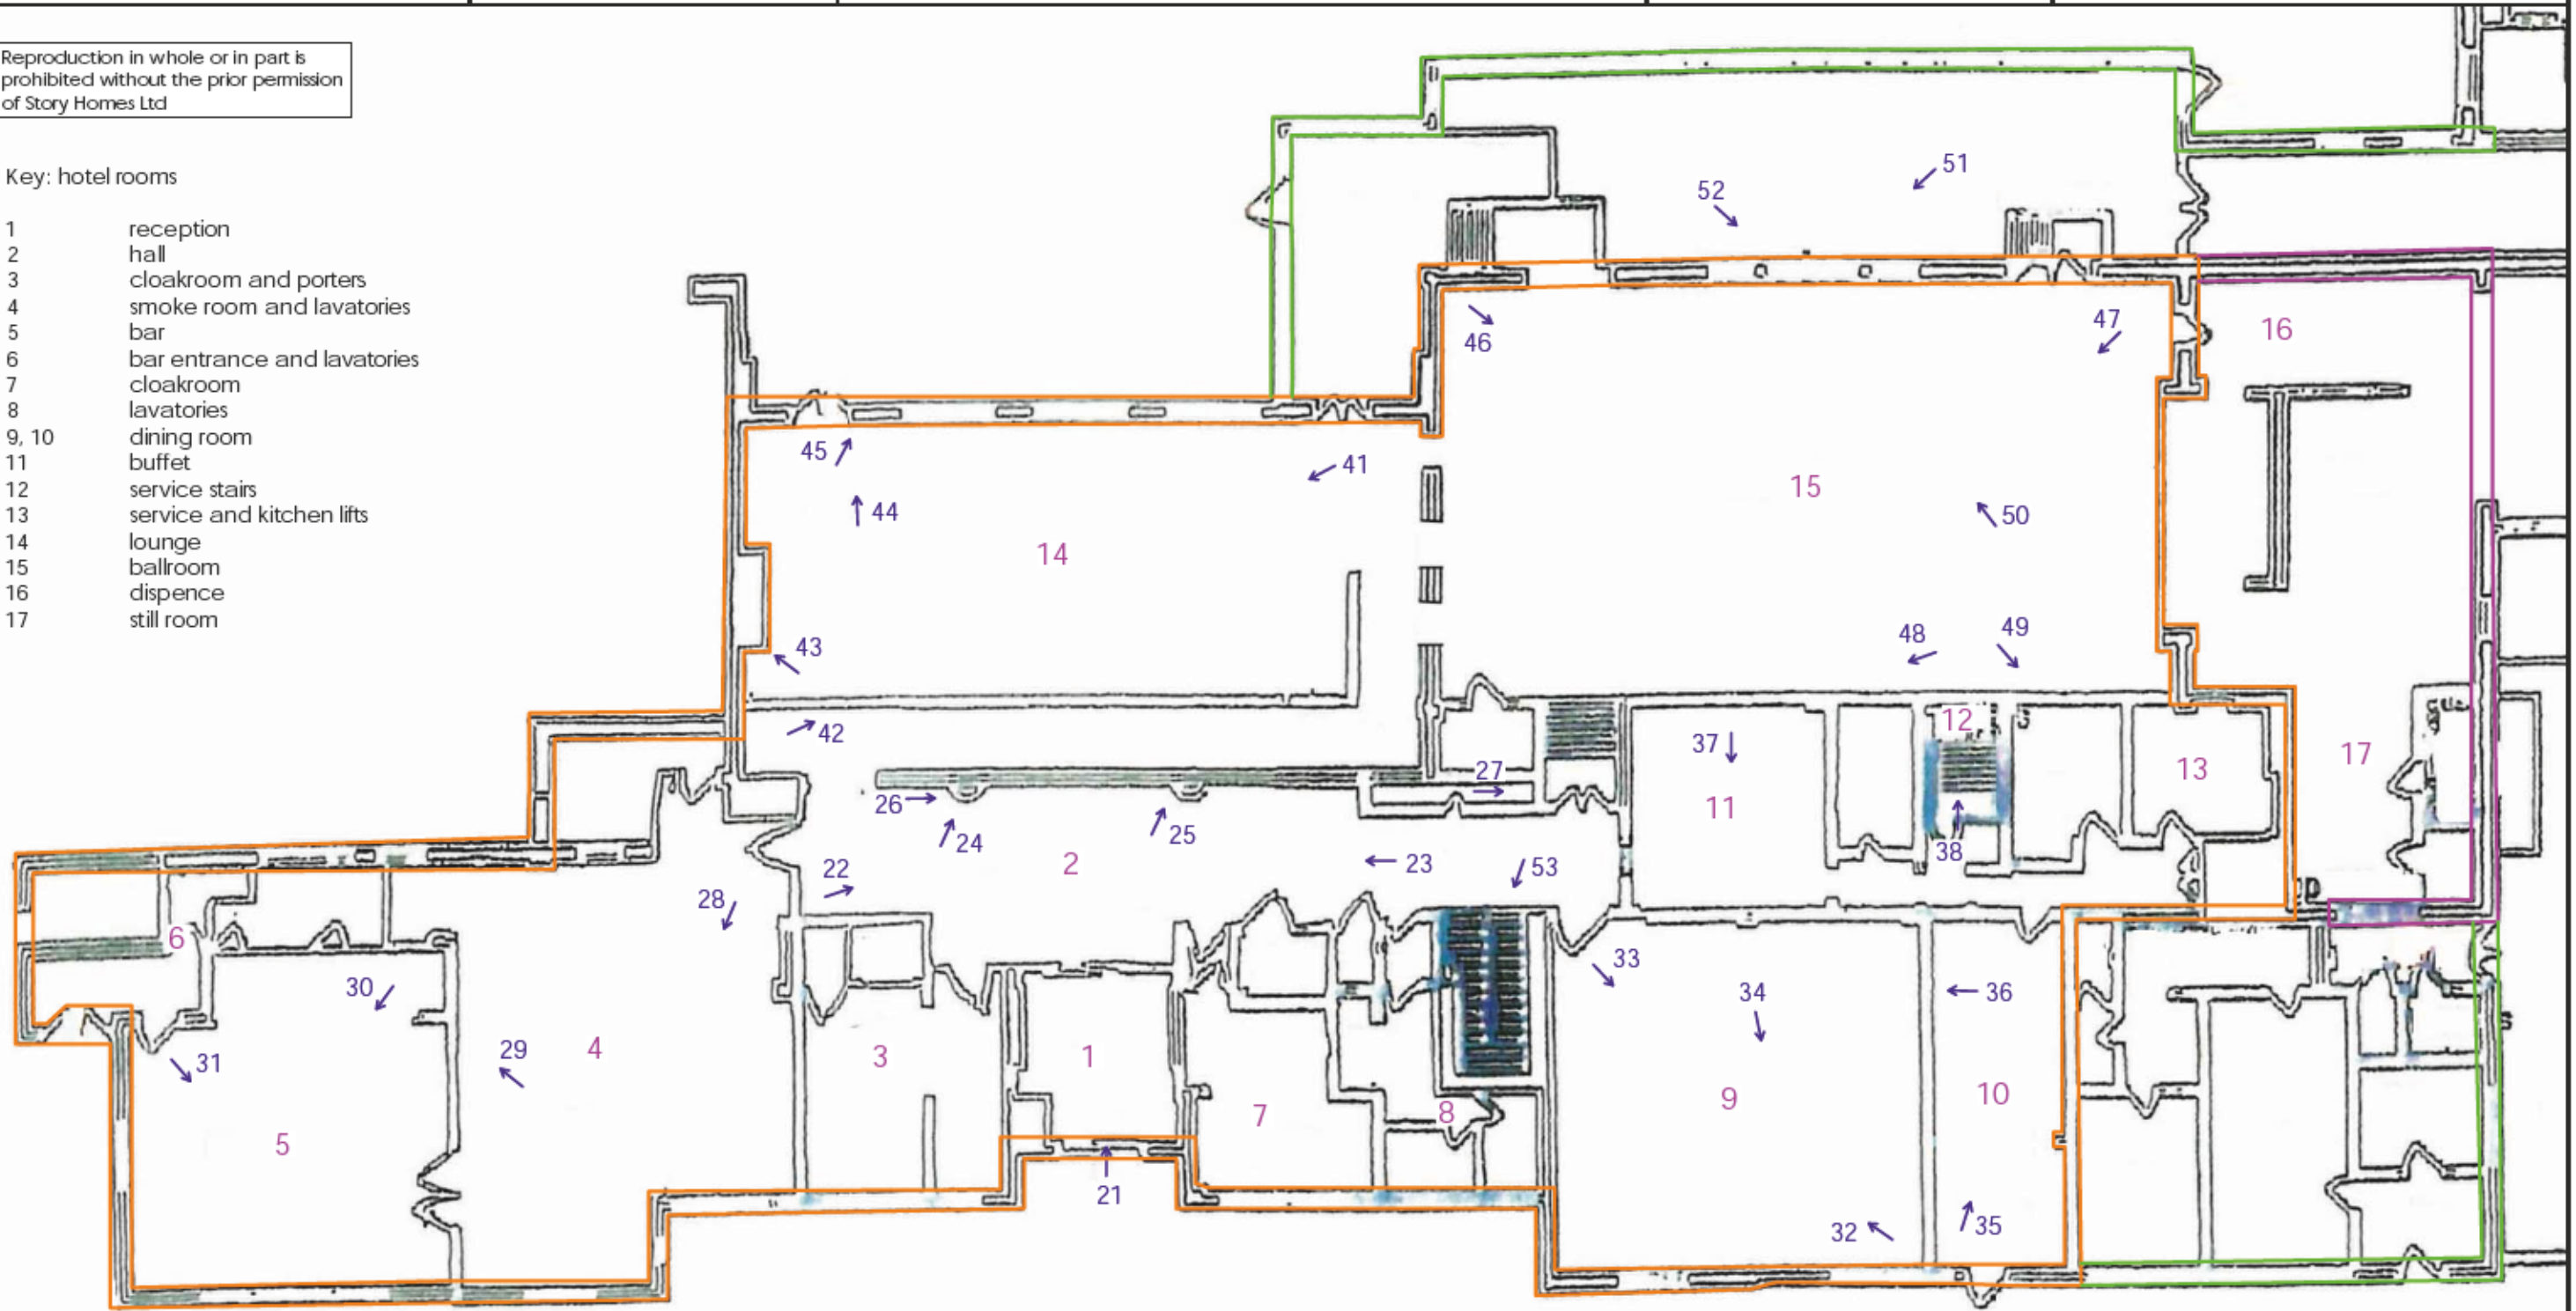 Reproduction in whole or in part is
prohibited without the prior permission
of Story Homes Ltd
Key: hotel rooms
1 reception
2 hall
3 cloakroom and porters
4 smoke room and lavatories
5 bar
6 bar entrance and lavatories
7 cloakroom
8 lavatories
9, 10 dining room
11 buffet
12 service stairs
13 service and kitchen lifts
14 lounge
15 ballroom
16 dispence
17 still room
51
52
46
47
16
45
41
44
15
50
14
43
48
49
42
12
37
17
13
27
26
11
24
25
38
2
23
53
22
28
6
33
30
34
36
29
4
31
3
1
10
9
7
8
5
21
32
35